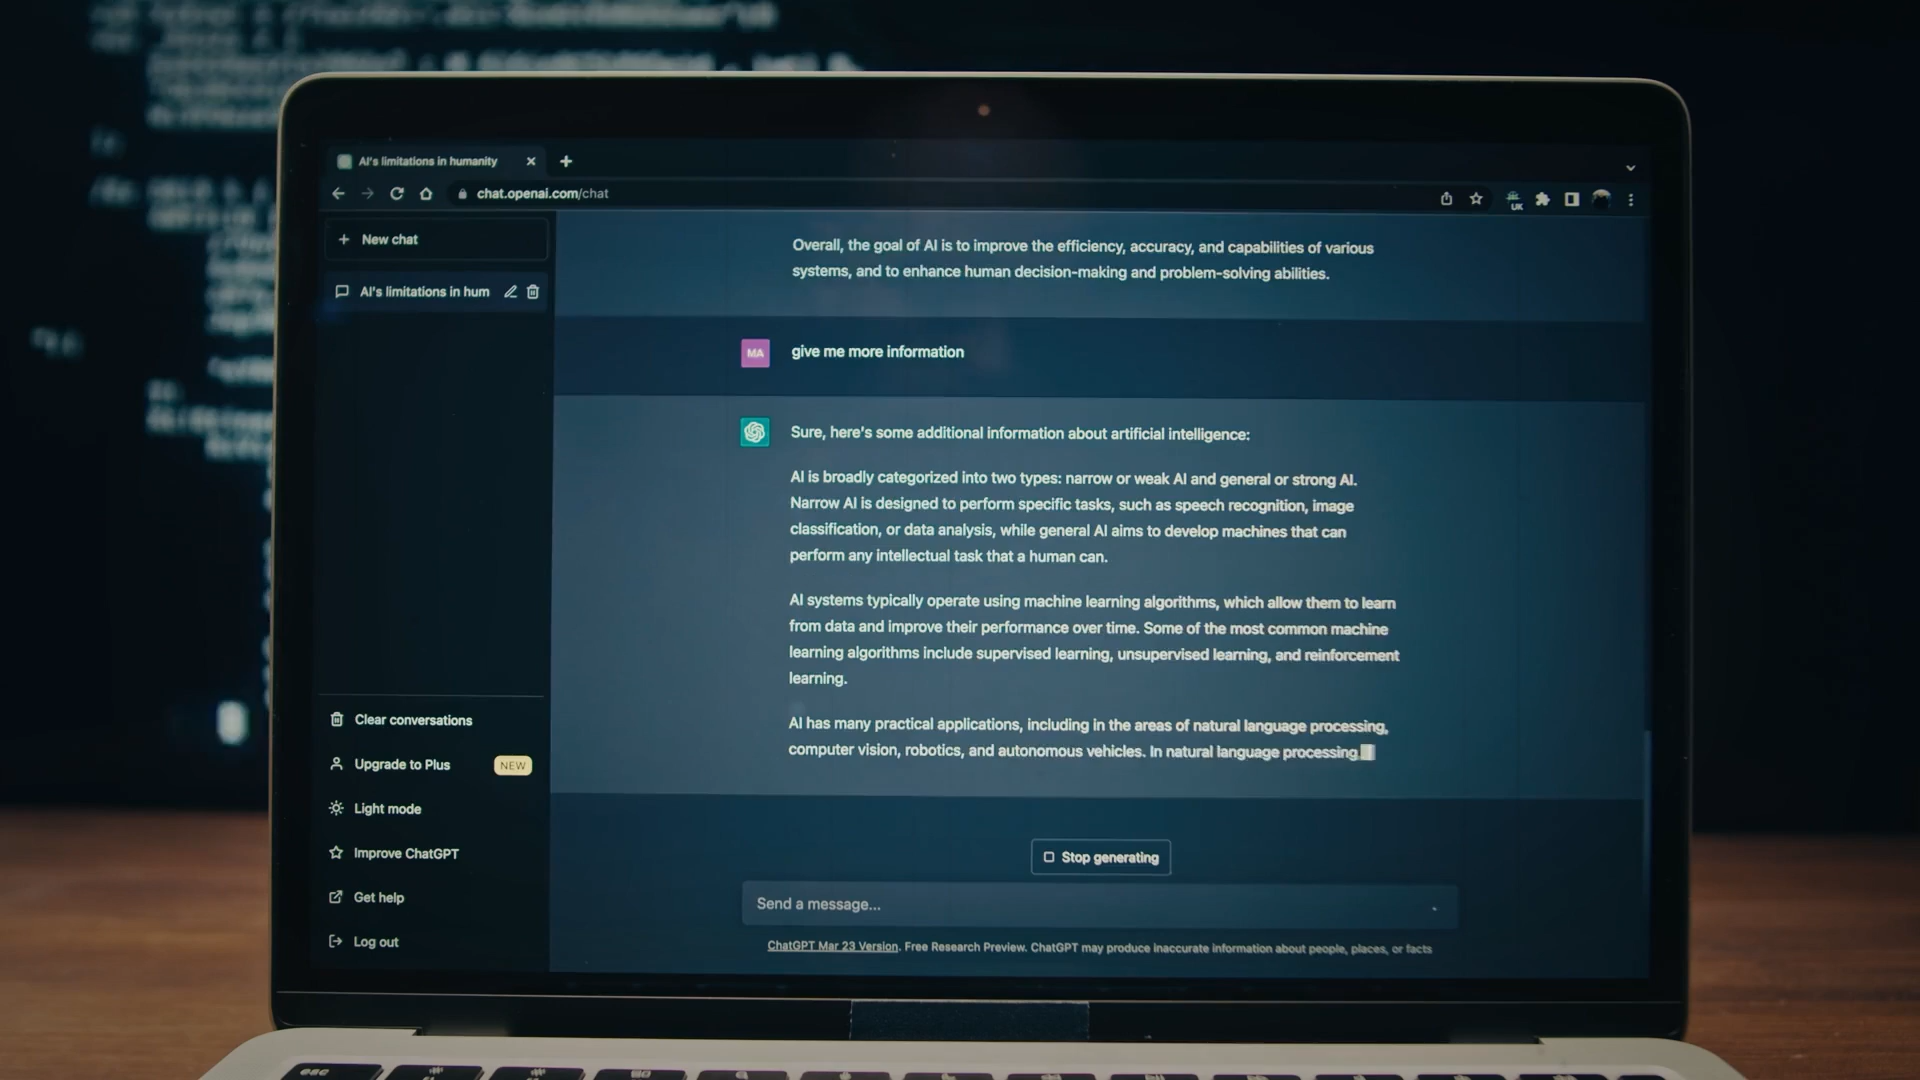 AI's limitations in humanity
chat.openai.com/chat
UK
New chat
AI's limitations in hum
Overall, the goal of AI is to improve the efficiency, accuracy, and capabilities of various
systems, and to enhance human decision-making and problem-solving abilities.
MA
give me more information
Sure, here's some additional information about artificial intelligence:
AI is broadly categorized into two types: narrow or weak AI and general or strong AI.
Narrow AI is designed to perform specific tasks, such as speech recognition, image
classification, or data analysis, while general AI aims to develop machines that can
perform any intellectual task that a human can.
AI systems typically operate using machine learning algorithms, which allow them to learn
from data and improve their performance over time. Some of the most common machine
learning algorithms include supervised learning, unsupervised learning, and reinforcement
learning.
AI has many practical applications, including in the areas of natural language processing,
computer vision, robotics, and autonomous vehicles. In natural language processing
Clear conversations
Upgrade to Plus NEW
Light mode
Improve ChatGPT
Get help
Log out
Stop generating
Send a message...
ChatGPT Mar 23 Version. Free Research Preview. ChatGPT may produce inaccurate information about people, places, or facts
esc